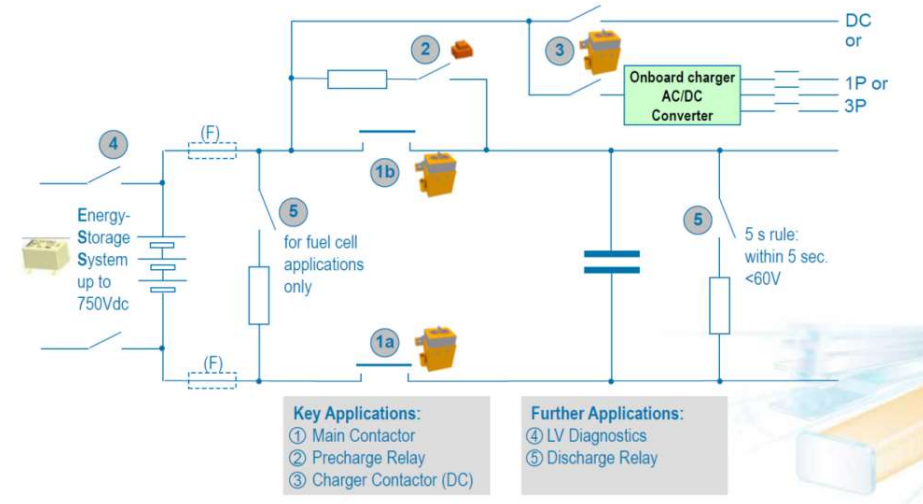 DC
or
2
3
Onboard charger
AC/DC
Converter
1P or
3P
(F)
4
1b
5
for fuel cell
applications
only
5
5 s rule:
within 5 sec.
<60V
Energy-
Storage
System
up to
750Vdc
1a
(F)
Key Applications:
① Main Contactor
② Precharge Relay
③ Charger Contactor (DC)
Further Applications:
④ LV Diagnostics
⑤ Discharge Relay